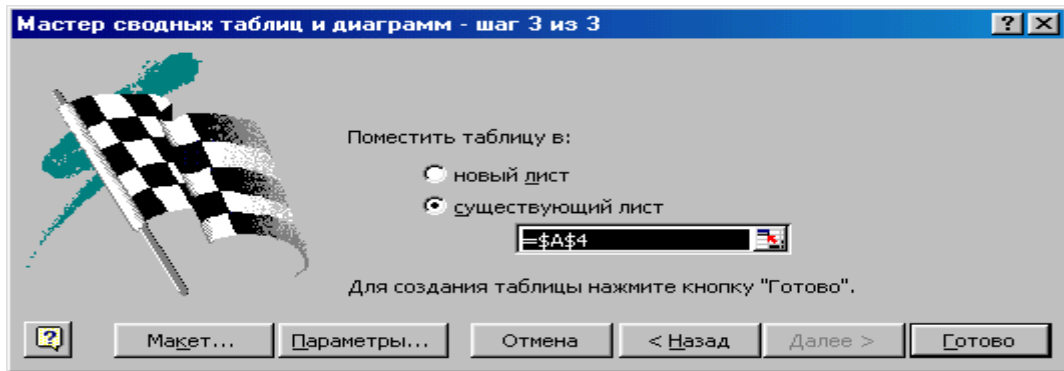 Мастер сводных таблиц и диаграмм - шаг 3 из 3
Поместить таблицу в:
новый лист
существующий лист
=$A$4
Для создания таблицы нажмите кнопку "Готово".
Макет... Параметры... Отмена < Назад Далее > Готово